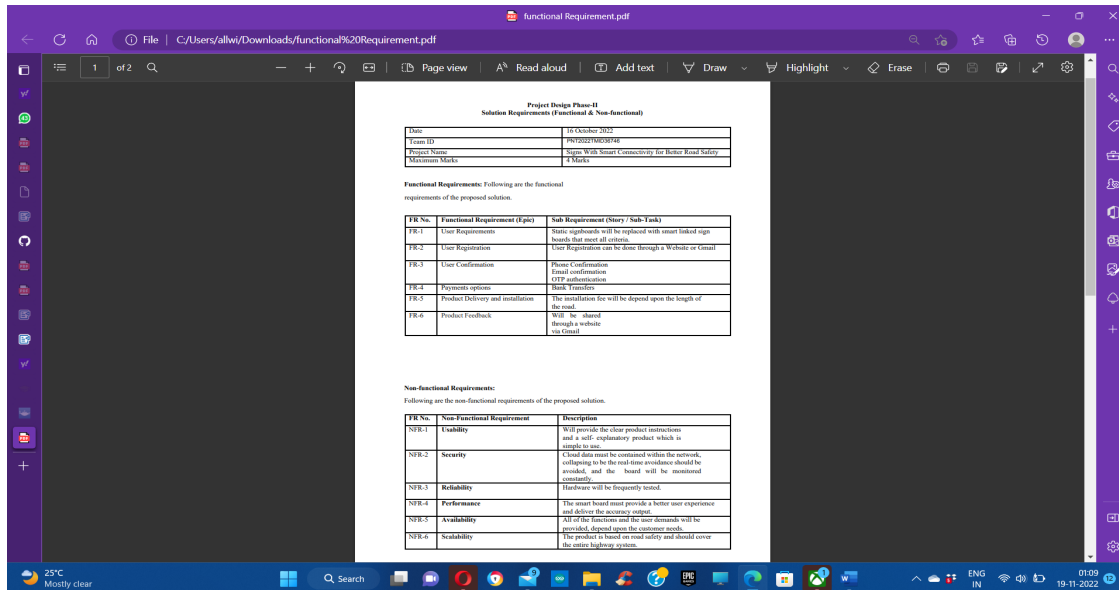 functional Requirement.pdf
File | C:/Users/allwi/Downloads/functional%20Requirement.pdf
1 of 2 Page view Read aloud Add text Draw Highlight Erase
Project Design Phase-II
Solution Requirements (Functional & Non-functional)
Date 16 October 2022
Team ID PNT2022TMID36746
Project Name Signs With Smart Connectivity for Better Road Safety
Maximum Marks 4 Marks
Functional Requirements: Following are the functional
requirements of the proposed solution.
FR No. Functional Requirement (Epic) Sub Requirement (Story / Sub-Task)
FR-1 User Requirements Static signboards will be replaced with smart linked sign
boards that meet all criteria.
FR-2 User Registration User Registration can be done through a Website or Gmail
FR-3 User Confirmation Phone Confirmation
Email confirmation
OTP authentication
FR-4 Payments options Bank Transfers
FR-5 Product Delivery and installation The installation fee will be depend upon the length of
the road.
FR-6 Product Feedback Will be shared
through a website
via Gmail
Non-functional Requirements:
Following are the non-functional requirements of the proposed solution.
FR No. Non-Functional Requirement Description
NFR-1 Usability Will provide the clear product instructions
and a self- explanatory product which is
simple to use.
NFR-2 Security Cloud data must be contained within the network,
collapsing to be the real-time avoidance should be
avoided, and the board will be monitored
constantly.
NFR-3 Reliability Hardware will be frequently tested.
NFR-4 Performance The smart board must provide a better user experience
and deliver the accuracy output.
NFR-5 Availability All of the functions and the user demands will be
provided, depend upon the customer needs.
NFR-6 Scalability The product is based on road safety and should cover
the entire highway system.
25°C
Mostly clear
Search
ENG
IN
01:09
19-11-2022